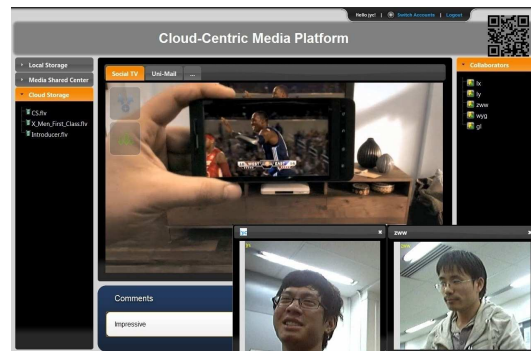 Hello jyc! | Switch Accounts | Logout
Cloud-Centric Media Platform
Local Storage
Media Shared Center
Cloud Storage
CS.flv
X_Men_First_Class.flv
Introducer.flv
Social TV
Uni-Mail
...
Collaborators
lx
ly
zww
wyg
gl
zww
Comments
Impressive